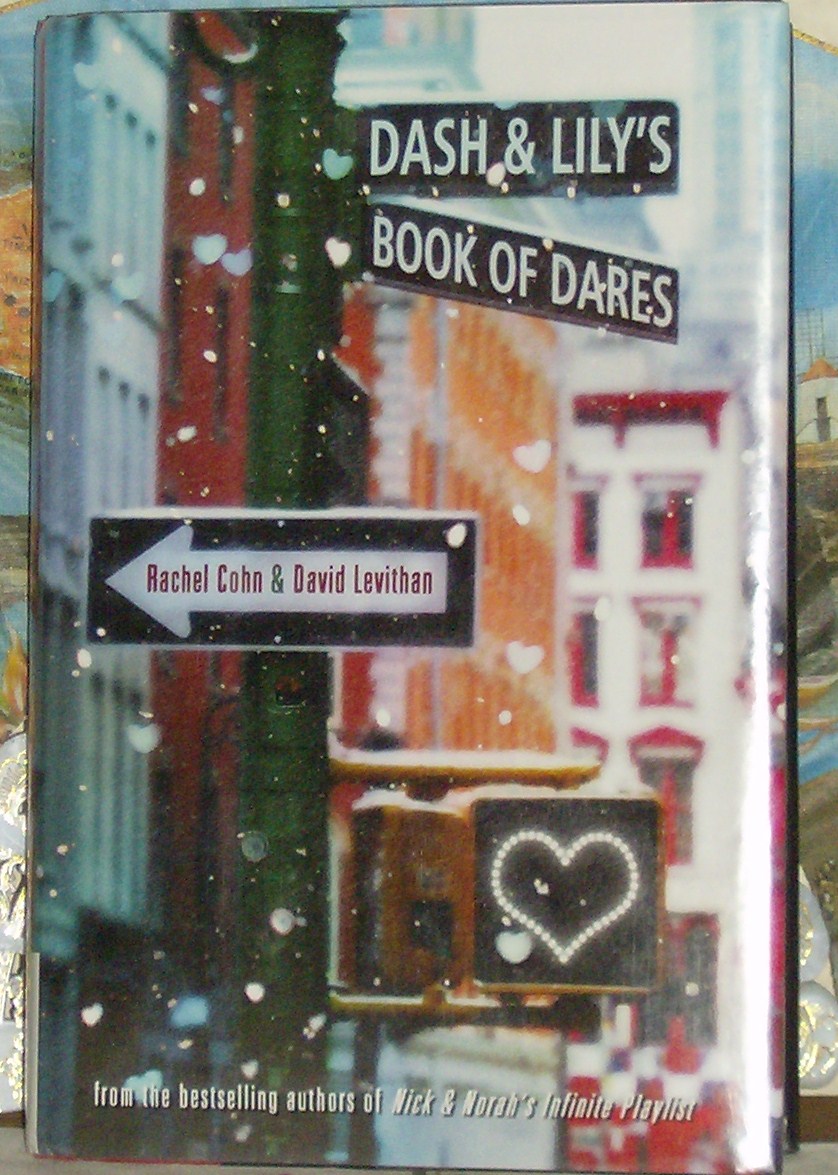 DASH & LILY'S
BOOK OF DARES
Rachel Cohn & David Levithan
from the bestselling authors of Nick & Norah's Infinite Playlist